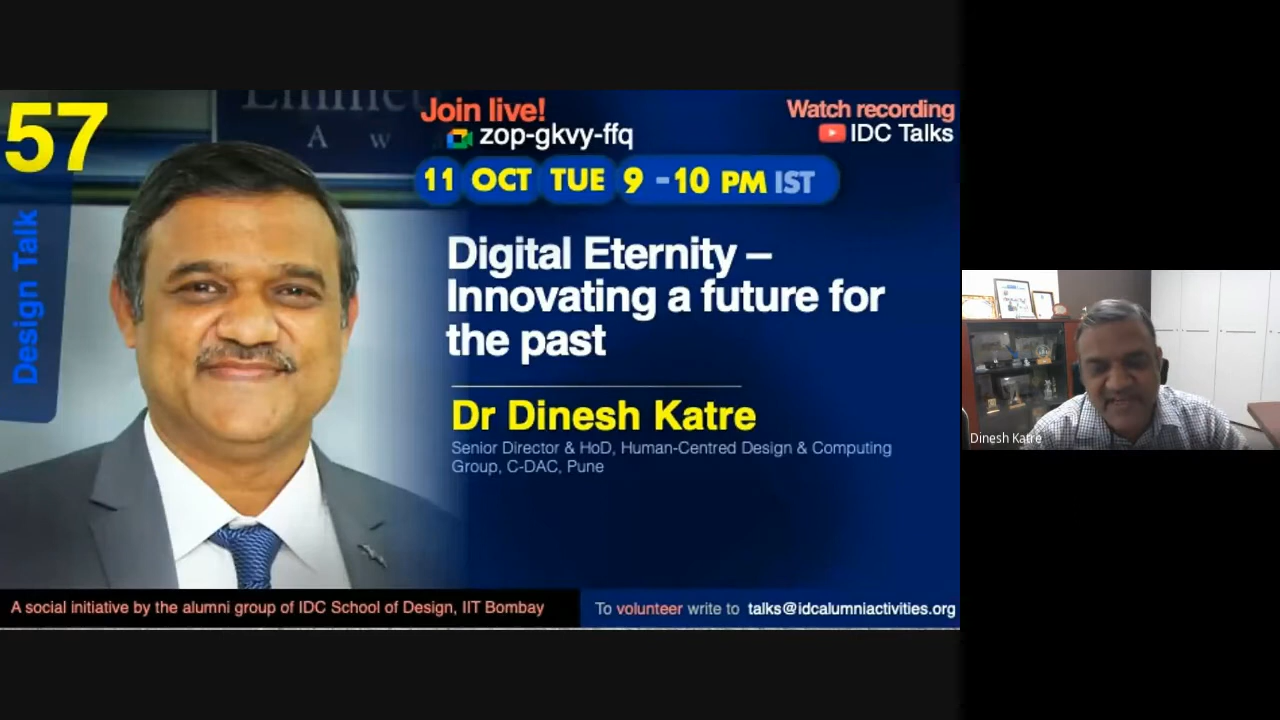 57
Design Talk
A w
Join live!
zop-gkvy-ffq
Watch recording
IDC Talks
11 OCT TUE 9 - 10 PM IST
Digital Eternity –
Innovating a future for
the past
Dr Dinesh Katre
Senior Director & HoD, Human-Centred Design & Computing
Group, C-DAC, Pune
A social initiative by the alumni group of IDC School of Design, IIT Bombay
To volunteer write to talks@idcalumniactivities.org
Dinesh Katre